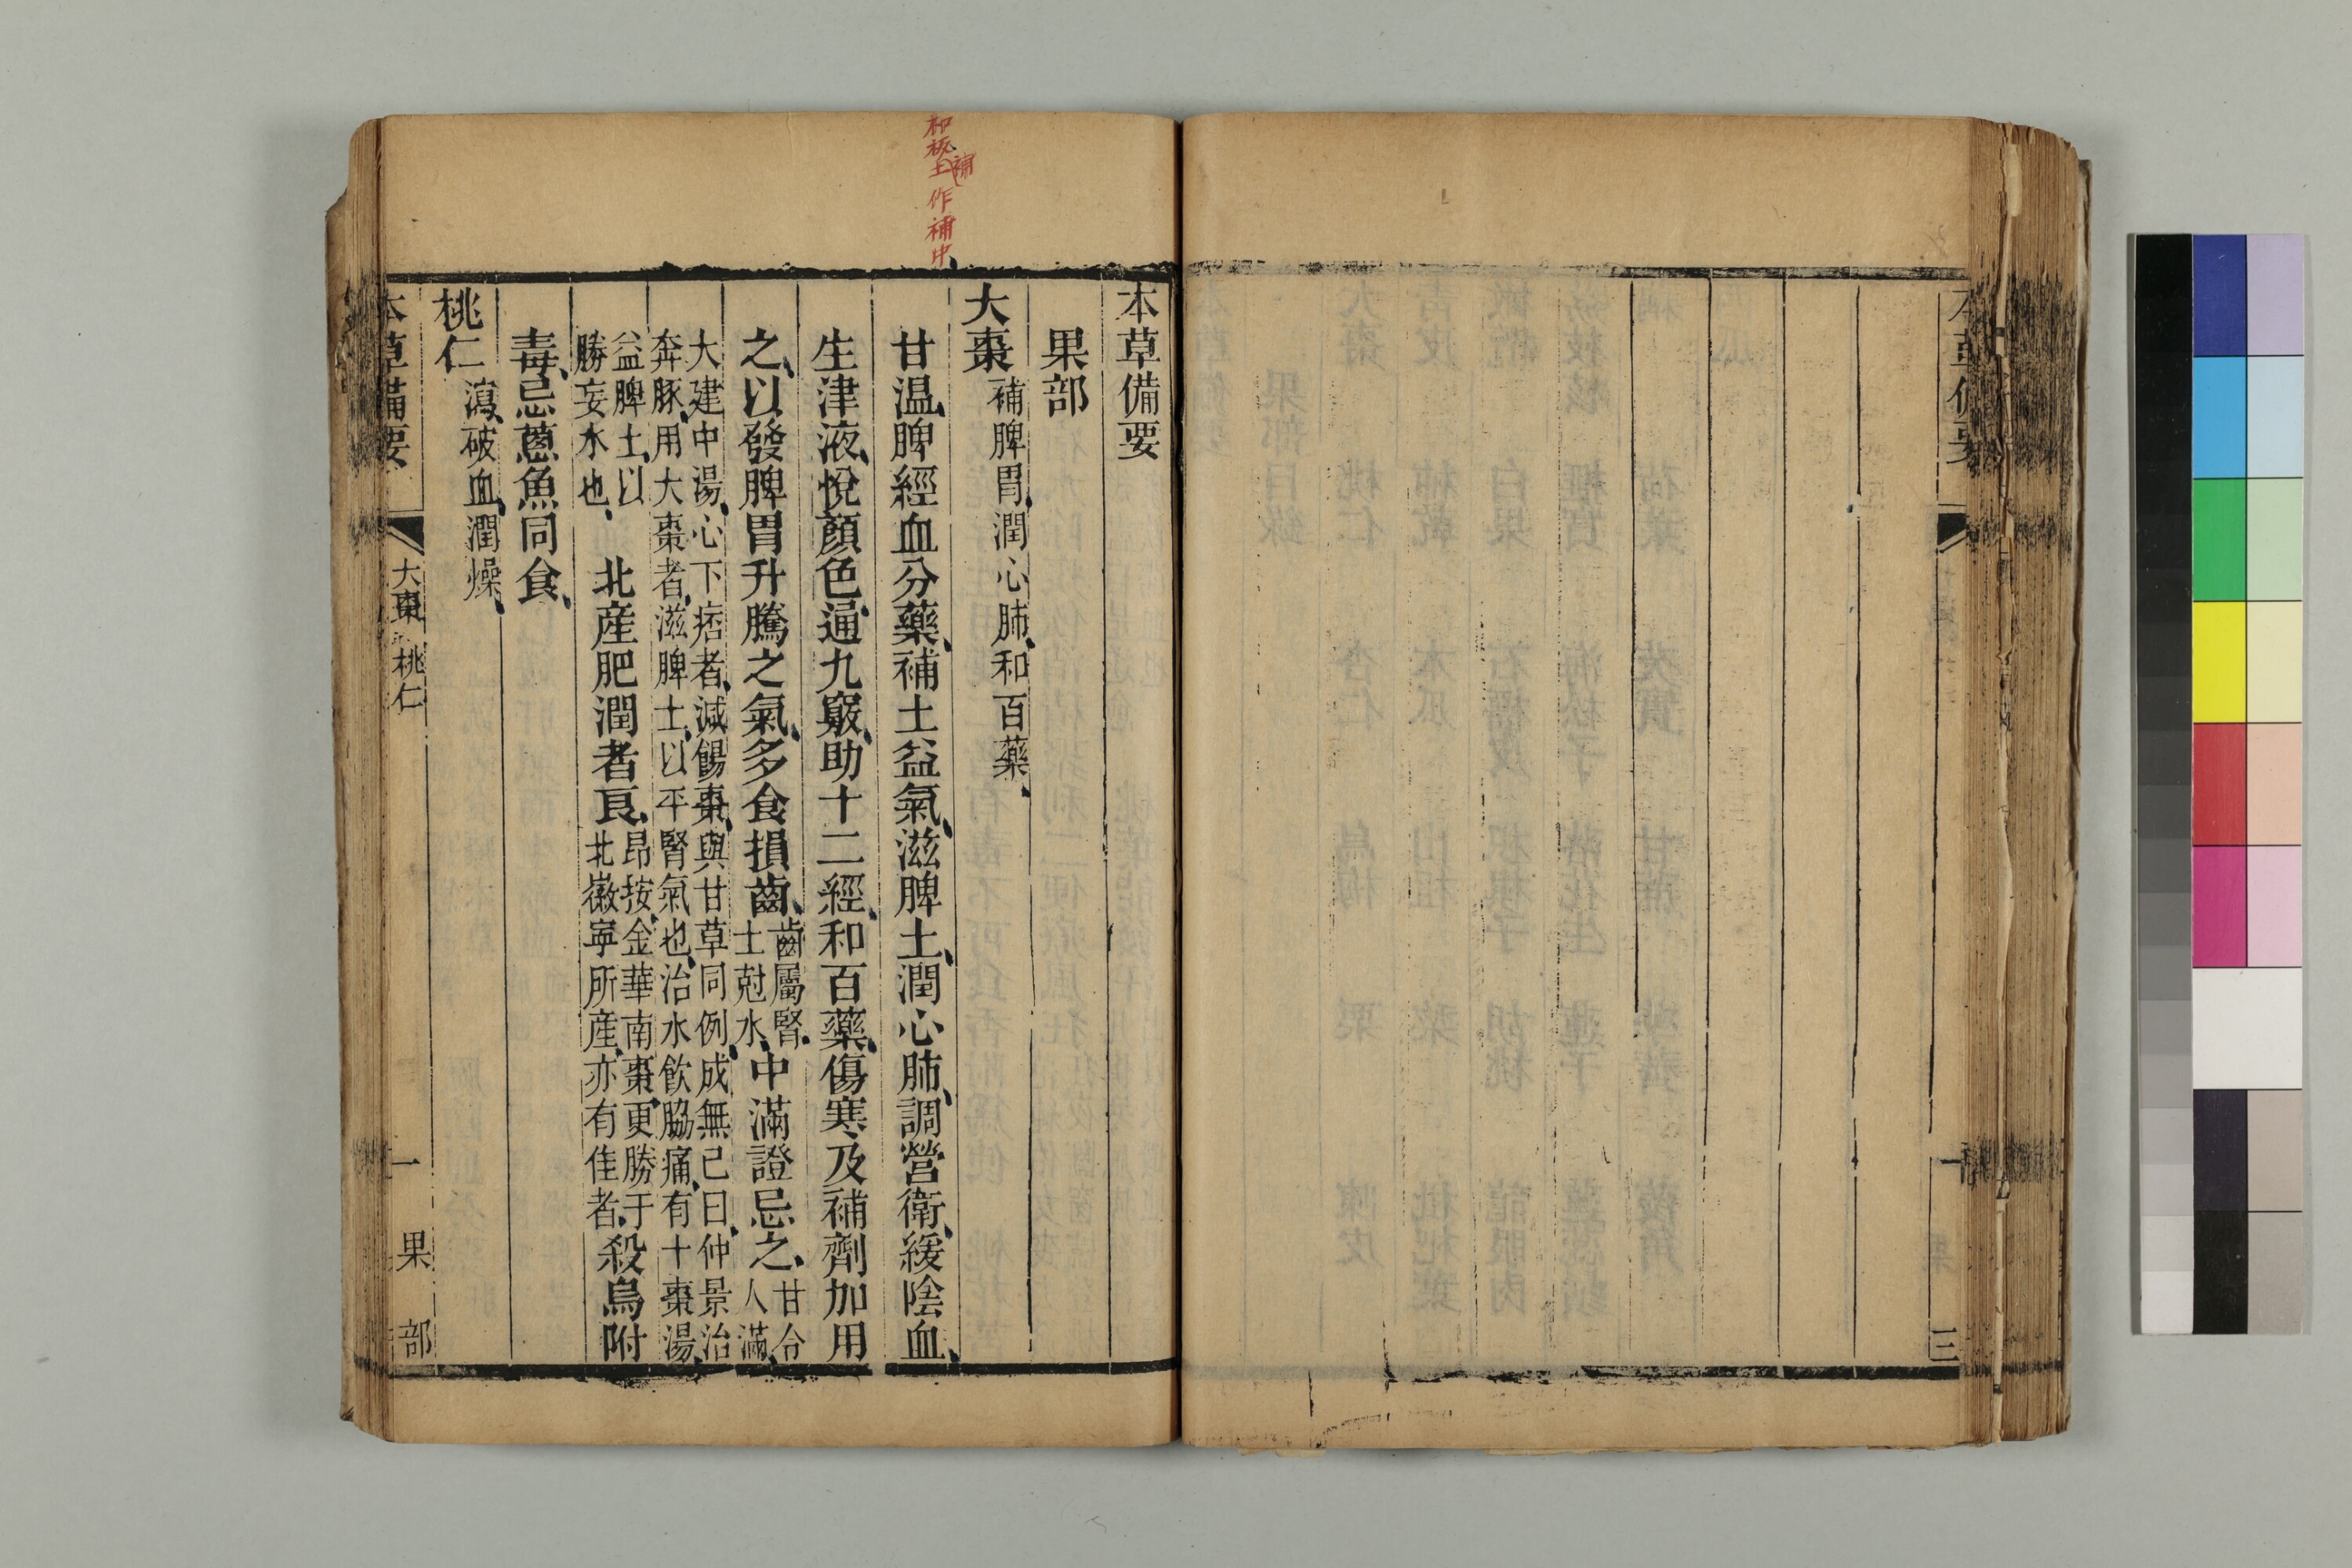 本草備要
一
三
和板土補作補中
本草備要
果部
大棗 補脾胃、潤心肺、和百藥、
甘温、脾經血分藥、補土益氣、滋脾土、潤心肺、調營衛、緩陰血、
生津液、悅顏色、通九竅、助十二經、和百藥、傷寒及補劑加用
之、以發脾胃升騰之氣、多食損齒、齒屬腎、土尅水、中滿證忌之、甘合人滿、
大建中湯、心下痞者、減餳棗、與甘草同例、成無己曰、仲景治
奔豚、用大棗者、滋脾土、以平腎氣也、治水飲脇痛、有十棗湯、
益脾土、以勝妄水也、 北産肥潤者良、昂按、金華南棗、更勝于北徽寧所産、亦有佳者、殺烏附
毒、忌蔥魚同食、
桃仁 瀉、破血、潤燥、
本草備要 大棗 桃仁 一 果部